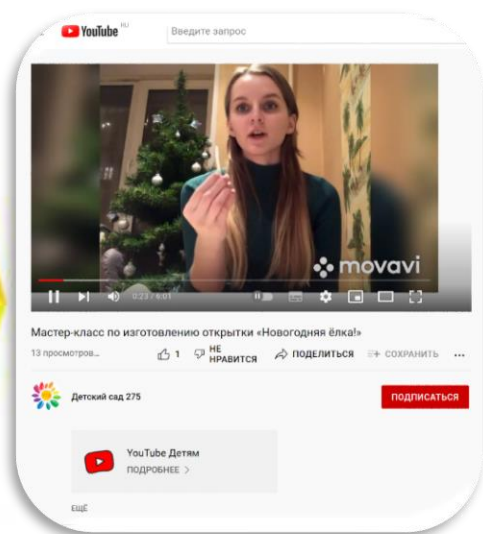 YouTube RU
Введите запрос
movavi
0:23 / 6:01
Мастер-класс по изготовлению открытки «Новогодняя ёлка!»
13 просмотров...
1
НЕ
НРАВИТСЯ
ПОДЕЛИТЬСЯ
СОХРАНИТЬ
...
Детский сад 275
ПОДПИСАТЬСЯ
YouTube Детям
ПОДРОБНЕЕ >
ЕЩЁ